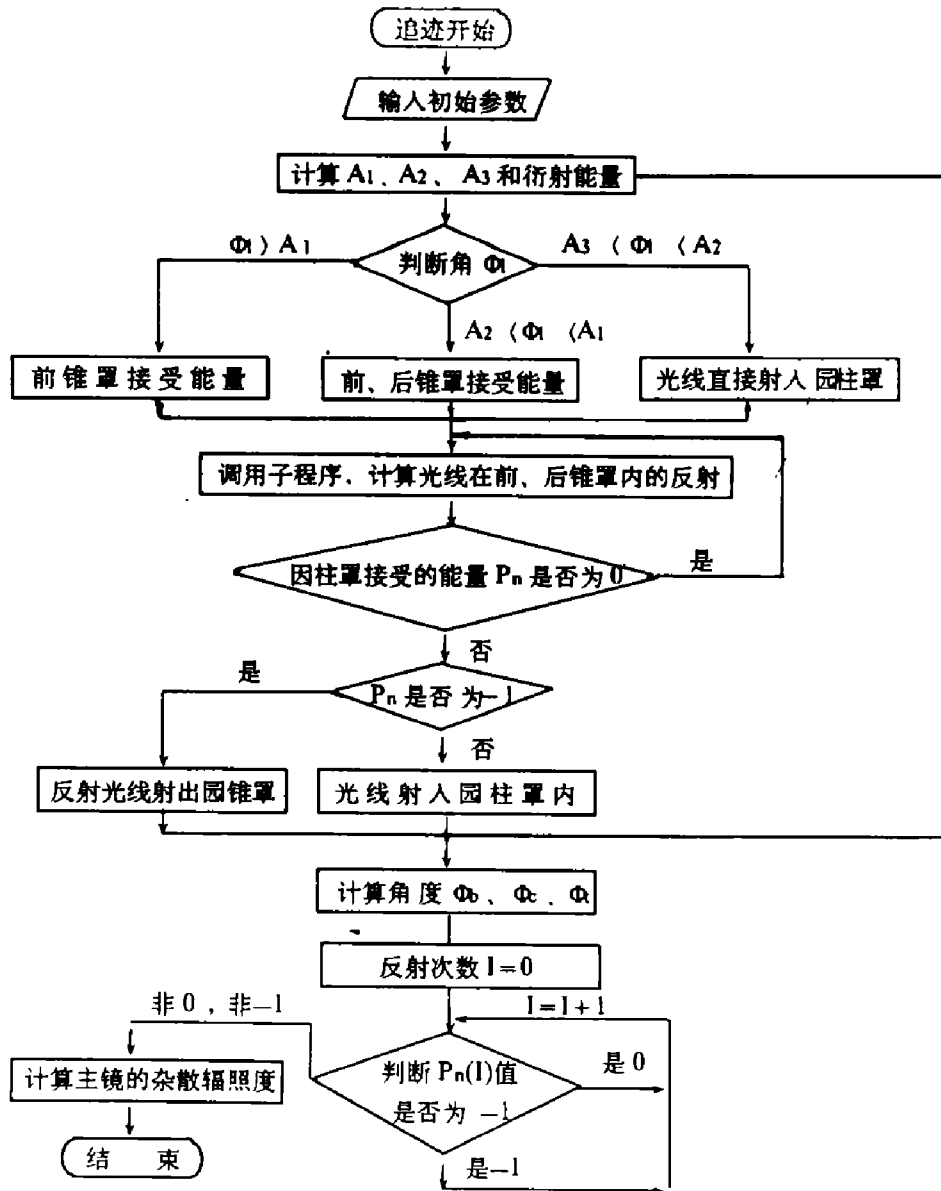 追迹开始
输入初始参数
计算 A1、A2、A3和衍射能量
Φ1 〉 A1
判断角 Φ1
A3 〈 Φ1 〈 A2
A2 〈 Φ1 〈A1
前锥罩接受能量
前、后锥罩接受能量
光线直接射入园柱罩
调用子程序、计算光线在前、后锥罩内的反射
因柱罩接受的能量 Pn 是否为 0
是
否
是
Pn 是否 为-1
否
反射光线射出园锥罩
光线射入园柱罩内
计算角度 Φb、Φc、Φt
反射次数 I=0
非 0 , 非—1
I=I+1
判断 Pn(I)值
是否为 —1
是 0
计算主镜的杂散辐照度
是—1
结 束